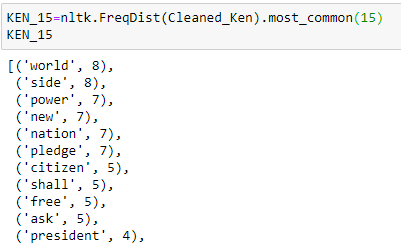 KEN_15=nltk.FreqDist(Cleaned_Ken).most_common(15)
KEN_15
[('world', 8),
('side', 8),
('power', 7),
('new', 7),
('nation', 7),
('pledge', 7),
('citizen', 5),
('shall', 5),
('free', 5),
('ask', 5),
('president', 4),